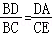 BD/BC = DA/CE